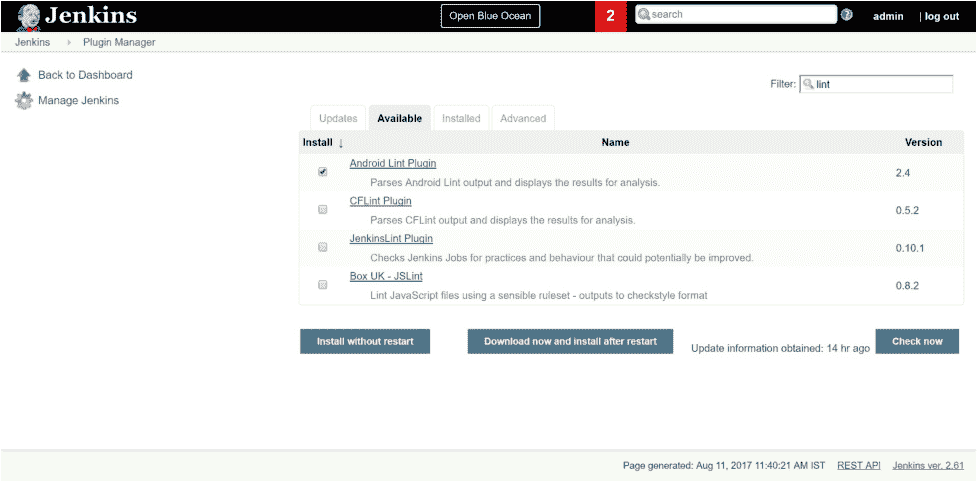 Jenkins
Open Blue Ocean
2
search
admin
| log out
Jenkins
Plugin Manager
Back to Dashboard
Manage Jenkins
Filter:
lint
Updates
Available
Installed
Advanced
Install ↓
Name
Version
Android Lint Plugin
Parses Android Lint output and displays the results for analysis.
2.4
CFLint Plugin
Parses CFLint output and displays the results for analysis.
0.5.2
JenkinsLint Plugin
Checks Jenkins Jobs for practices and behaviour that could potentially be improved.
0.10.1
Box UK - JSLint
Lint JavaScript files using a sensible ruleset - outputs to checkstyle format
0.8.2
Install without restart
Download now and install after restart
Update information obtained: 14 hr ago
Check now
Page generated: Aug 11, 2017 11:40:21 AM IST
REST API
Jenkins ver. 2.61